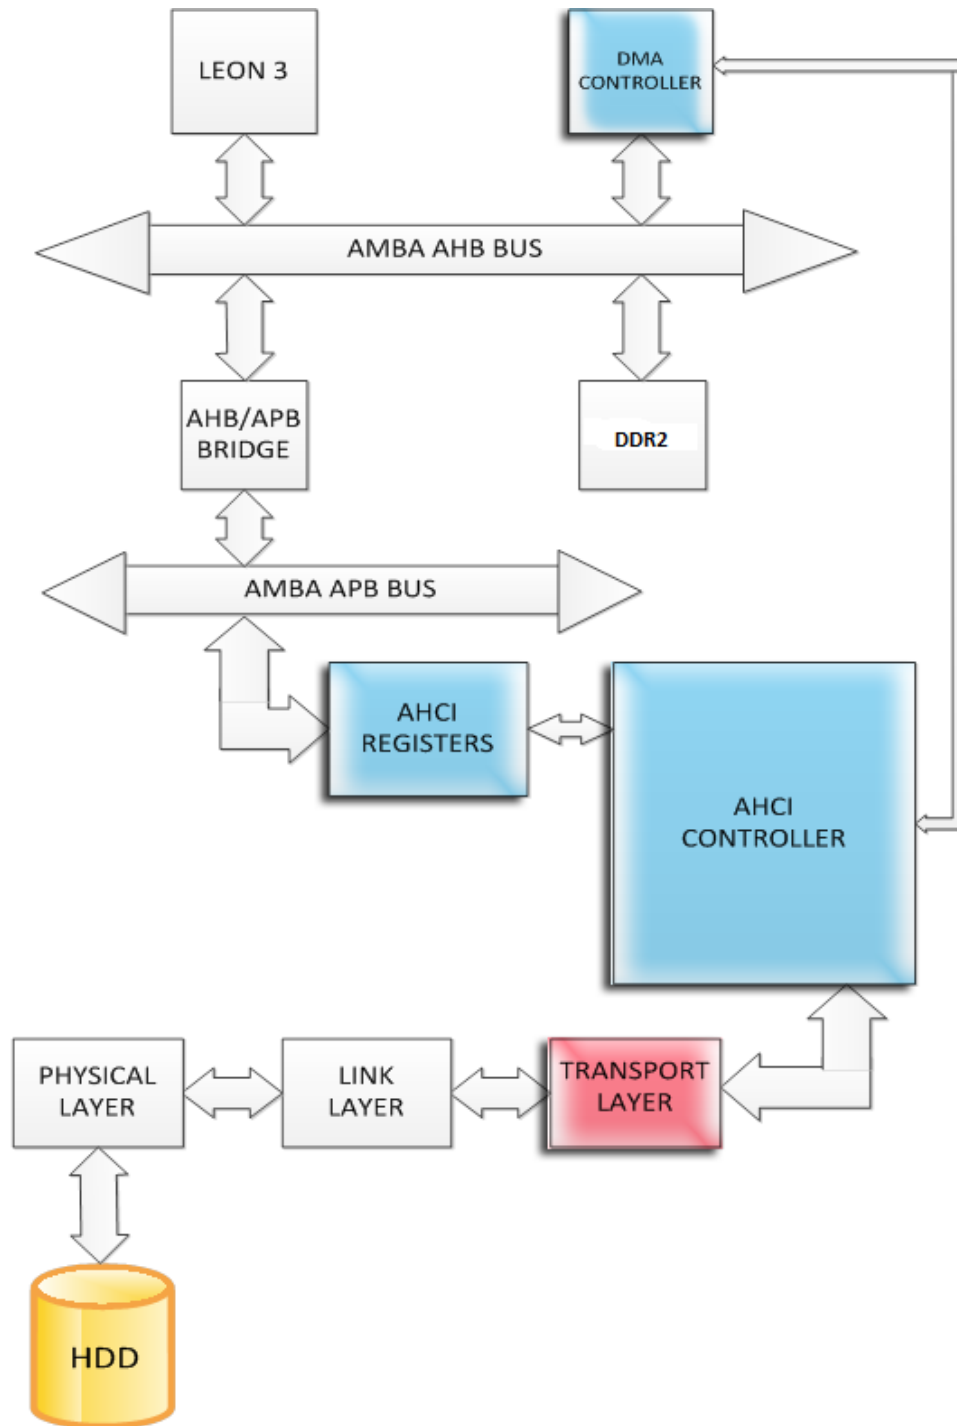 LEON 3
DMA
CONTROLLER
AMBA AHB BUS
AHB/APB
BRIDGE
DDR2
AMBA APB BUS
AHCI
REGISTERS
AHCI
CONTROLLER
PHYSICAL
LAYER
LINK
LAYER
TRANSPORT
LAYER
HDD